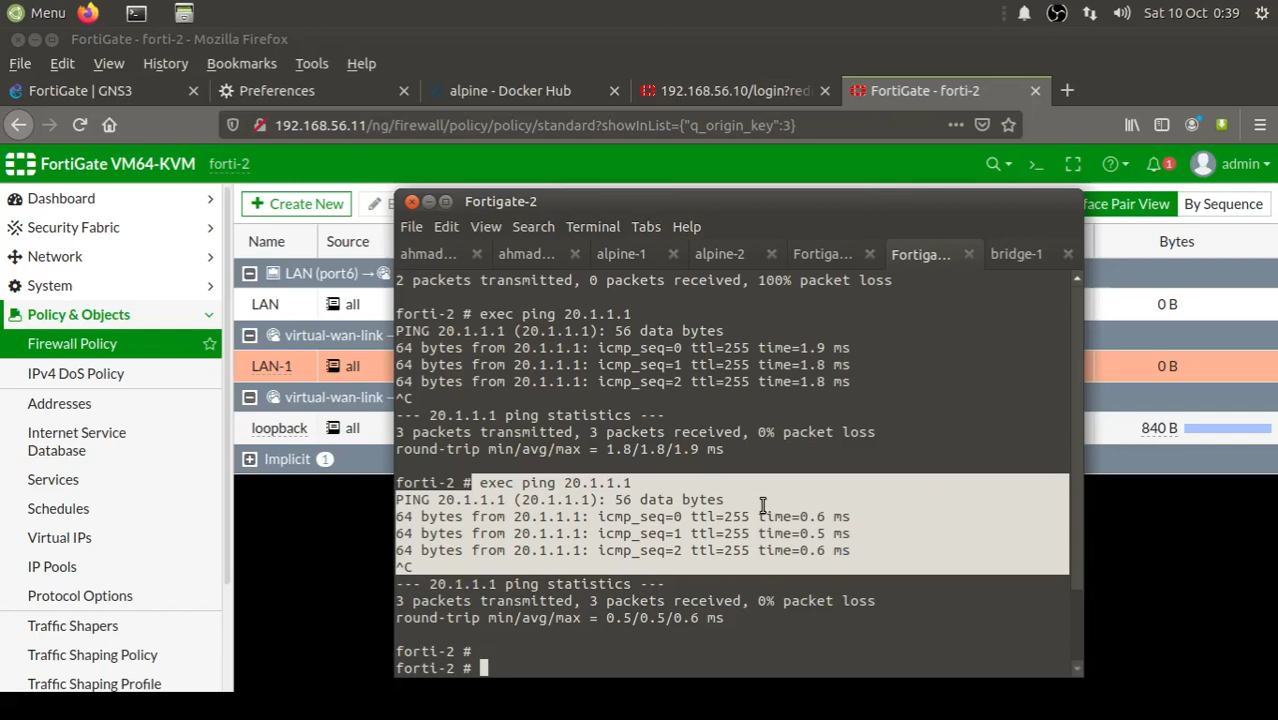 Menu
Sat 10 Oct 0:39
FortiGate - forti-2 - Mozilla Firefox
File Edit View History Bookmarks Tools Help
FortiGate | GNS3
Preferences
alpine - Docker Hub
192.168.56.10/login?redi
FortiGate - forti-2
192.168.56.11/ng/firewall/policy/policy/standard?showInList={"q_origin_key":3}
FortiGate VM64-KVM forti-2
1
admin
Dashboard
Security Fabric
Network
System
Policy & Objects
Firewall Policy
IPv4 DoS Policy
Addresses
Internet Service
Database
Services
Schedules
Virtual IPs
IP Pools
Protocol Options
Traffic Shapers
Traffic Shaping Policy
Traffic Shaping Profile
+ Create New
face Pair View
By Sequence
Name Source Bytes
LAN (port6) →
LAN all 0 B
virtual-wan-link
LAN-1 all 0 B
virtual-wan-link
loopback all 840 B
Implicit 1
Fortigate-2
File Edit View Search Terminal Tabs Help
ahmad...
ahmad...
alpine-1
alpine-2
Fortiga...
Fortiga...
bridge-1
2 packets transmitted, 0 packets received, 100% packet loss
forti-2 # exec ping 20.1.1.1
PING 20.1.1.1 (20.1.1.1): 56 data bytes
64 bytes from 20.1.1.1: icmp_seq=0 ttl=255 time=1.9 ms
64 bytes from 20.1.1.1: icmp_seq=1 ttl=255 time=1.8 ms
64 bytes from 20.1.1.1: icmp_seq=2 ttl=255 time=1.8 ms
^C
--- 20.1.1.1 ping statistics ---
3 packets transmitted, 3 packets received, 0% packet loss
round-trip min/avg/max = 1.8/1.8/1.9 ms
forti-2 # exec ping 20.1.1.1
PING 20.1.1.1 (20.1.1.1): 56 data bytes
64 bytes from 20.1.1.1: icmp_seq=0 ttl=255 time=0.6 ms
64 bytes from 20.1.1.1: icmp_seq=1 ttl=255 time=0.5 ms
64 bytes from 20.1.1.1: icmp_seq=2 ttl=255 time=0.6 ms
^C
--- 20.1.1.1 ping statistics ---
3 packets transmitted, 3 packets received, 0% packet loss
round-trip min/avg/max = 0.5/0.5/0.6 ms
forti-2 #
forti-2 #